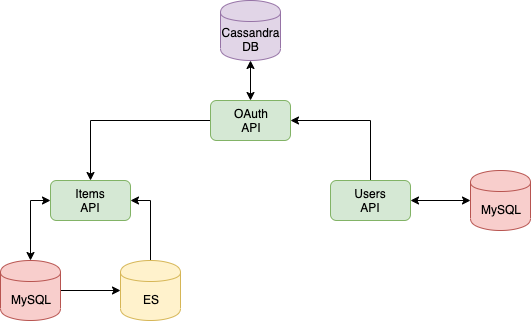 Cassandra
DB
OAuth
API
Items
API
Users
API
MySQL
MySQL
ES